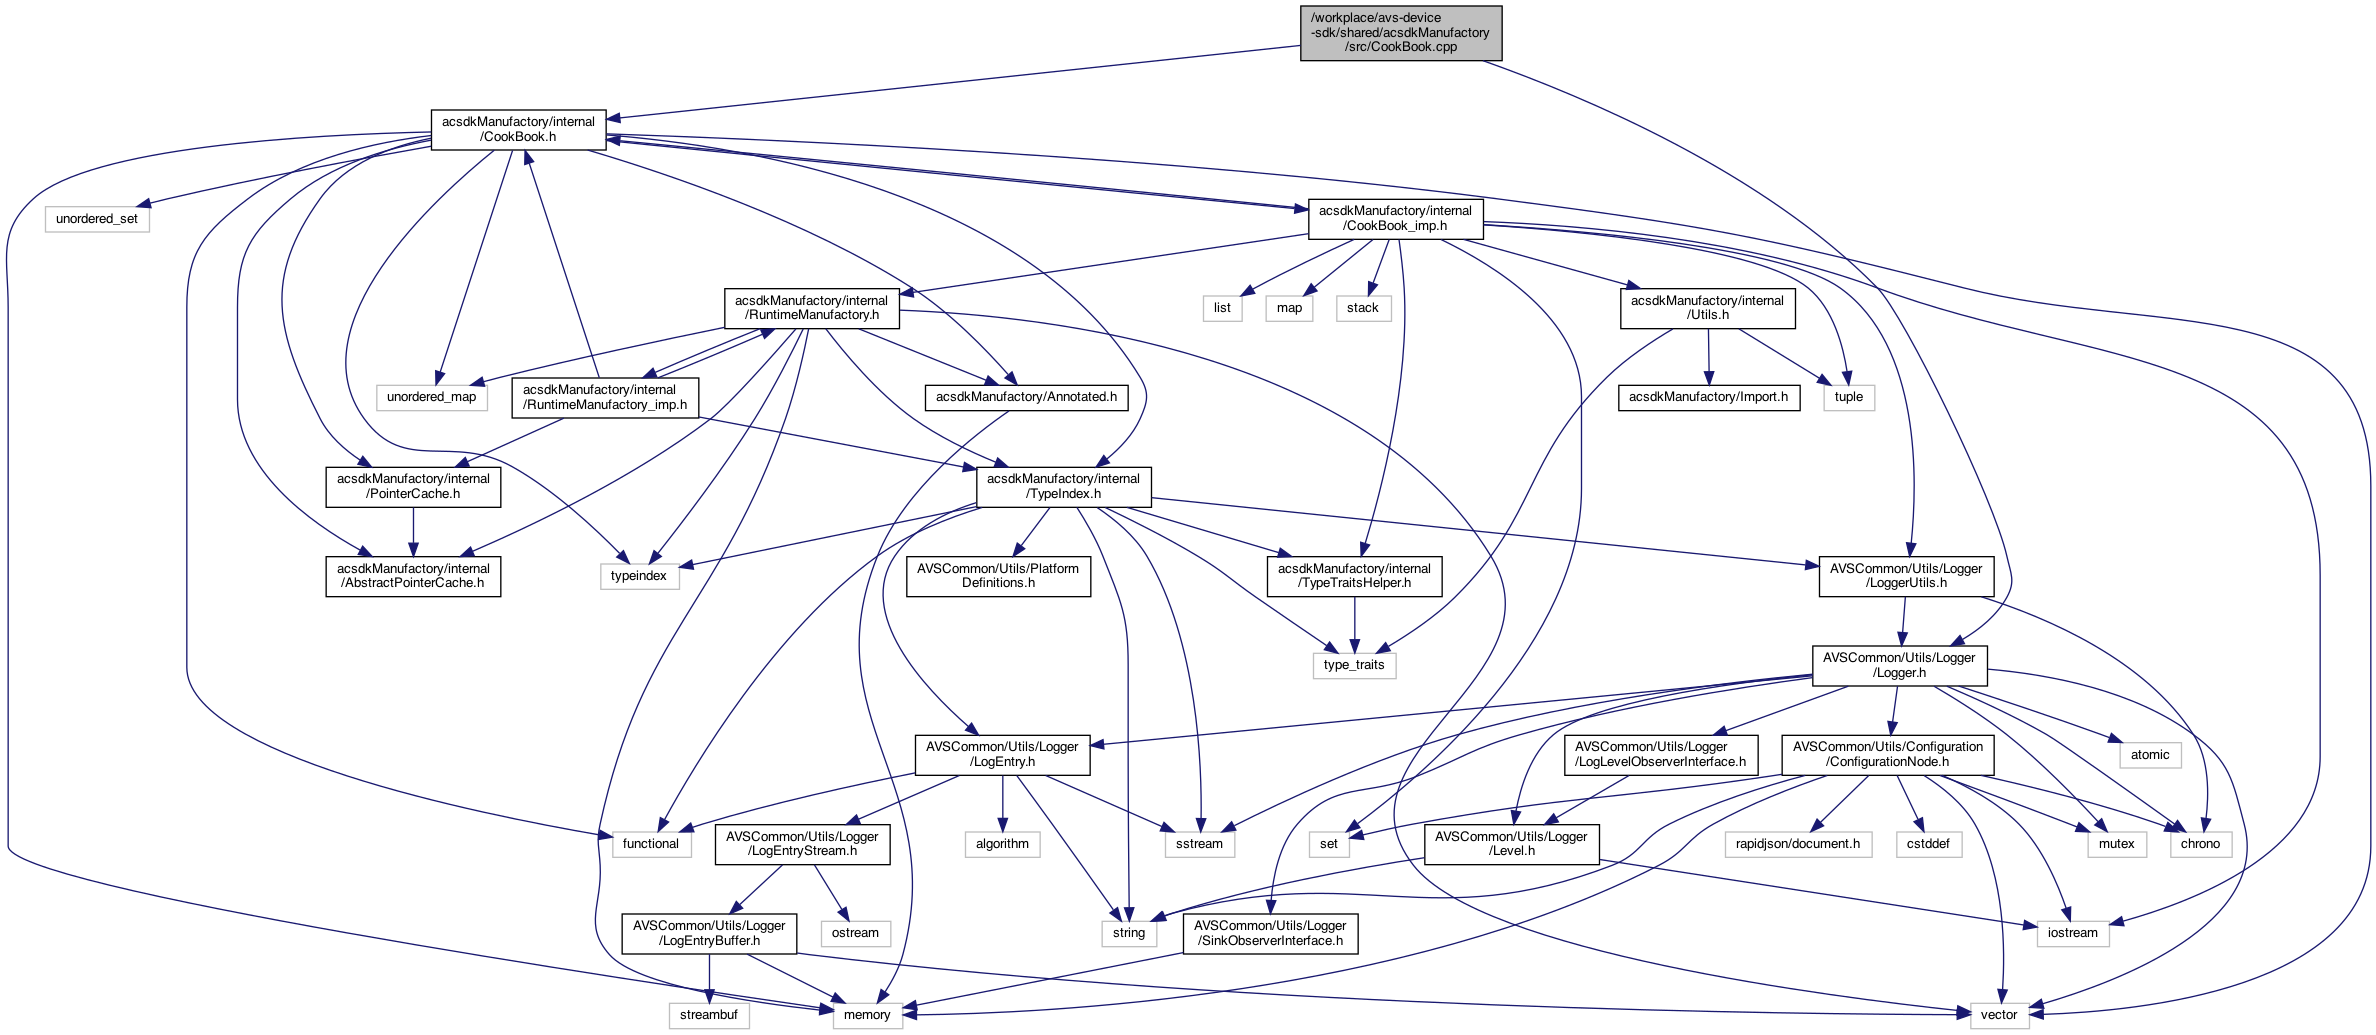 /workplace/avs-device
-sdk/shared/acsdkManufactory
/src/CookBook.cpp
acsdkManufactory/internal
/CookBook.h
unordered_set
acsdkManufactory/internal
/CookBook_imp.h
acsdkManufactory/internal
/RuntimeManufactory.h
list
map
stack
acsdkManufactory/internal
/Utils.h
unordered_map
acsdkManufactory/internal
/RuntimeManufactory_imp.h
acsdkManufactory/Annotated.h
acsdkManufactory/Import.h
tuple
acsdkManufactory/internal
/PointerCache.h
acsdkManufactory/internal
/TypeIndex.h
acsdkManufactory/internal
/AbstractPointerCache.h
typeindex
AVSCommon/Utils/Platform
Definitions.h
acsdkManufactory/internal
/TypeTraitsHelper.h
AVSCommon/Utils/Logger
/LoggerUtils.h
type_traits
AVSCommon/Utils/Logger
/Logger.h
AVSCommon/Utils/Logger
/LogEntry.h
AVSCommon/Utils/Logger
/LogLevelObserverInterface.h
AVSCommon/Utils/Configuration
/ConfigurationNode.h
atomic
functional
AVSCommon/Utils/Logger
/LogEntryStream.h
algorithm
sstream
set
AVSCommon/Utils/Logger
/Level.h
rapidjson/document.h
cstddef
mutex
chrono
AVSCommon/Utils/Logger
/LogEntryBuffer.h
ostream
string
AVSCommon/Utils/Logger
/SinkObserverInterface.h
iostream
streambuf
memory
vector